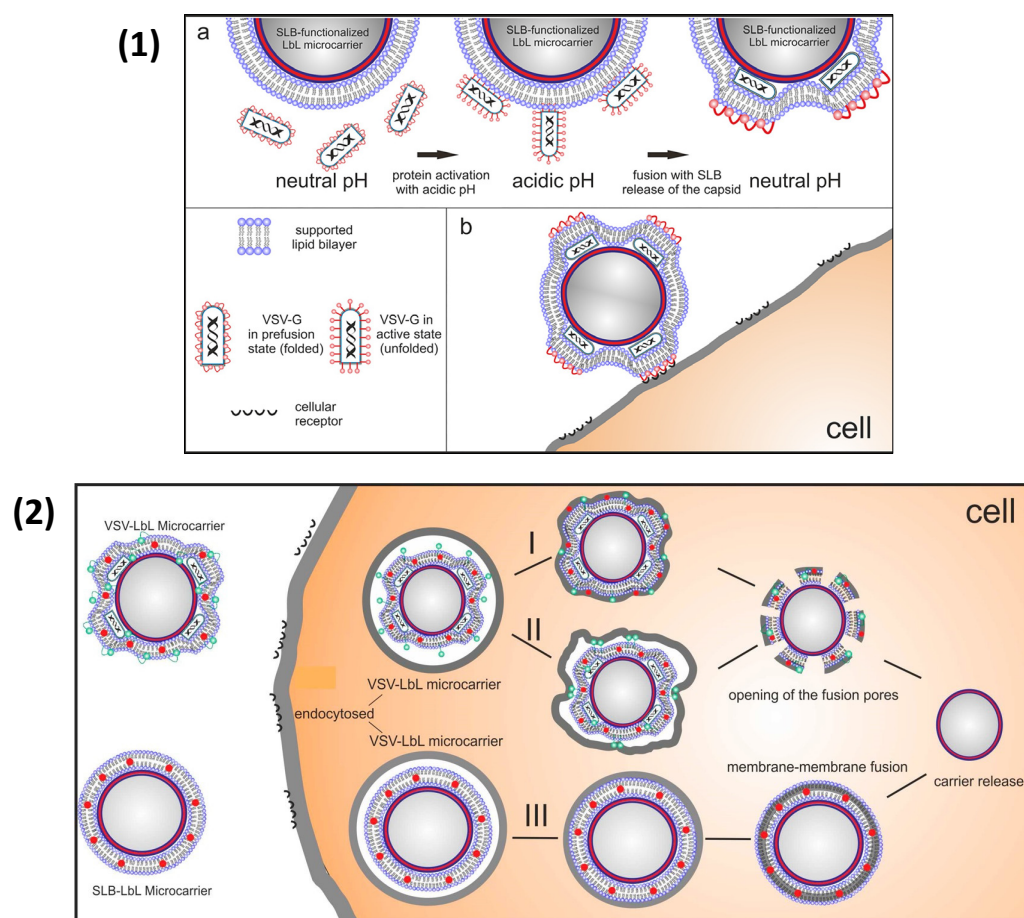 (1)
a
SLB-functionalized
LbL microcarrier
SLB-functionalized
LbL microcarrier
SLB-functionalized
LbL microcarrier
neutral pH
protein activation
with acidic pH
acidic pH
fusion with SLB
release of the capsid
neutral pH
supported
lipid bilayer
VSV-G
in prefusion
state (folded)
VSV-G in
active state
(unfolded)
cellular
receptor
b
cell
(2)
cell
VSV-LbL Microcarrier
I
II
VSV-LbL microcarrier
endocytosed
VSV-LbL microcarrier
opening of the fusion pores
membrane-membrane fusion
carrier release
III
SLB-LbL Microcarrier